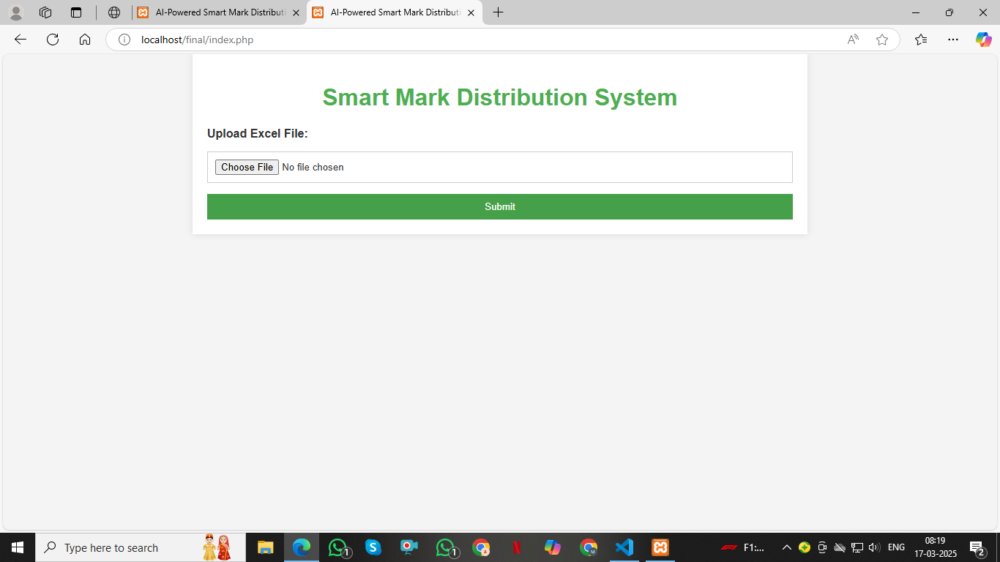 AI-Powered Smart Mark Distributi
AI-Powered Smart Mark Distributi
localhost/final/index.php
Smart Mark Distribution System
Upload Excel File:
Choose File No file chosen
Submit
Type here to search
1
1
F1:...
ENG
08:19
17-03-2025
2